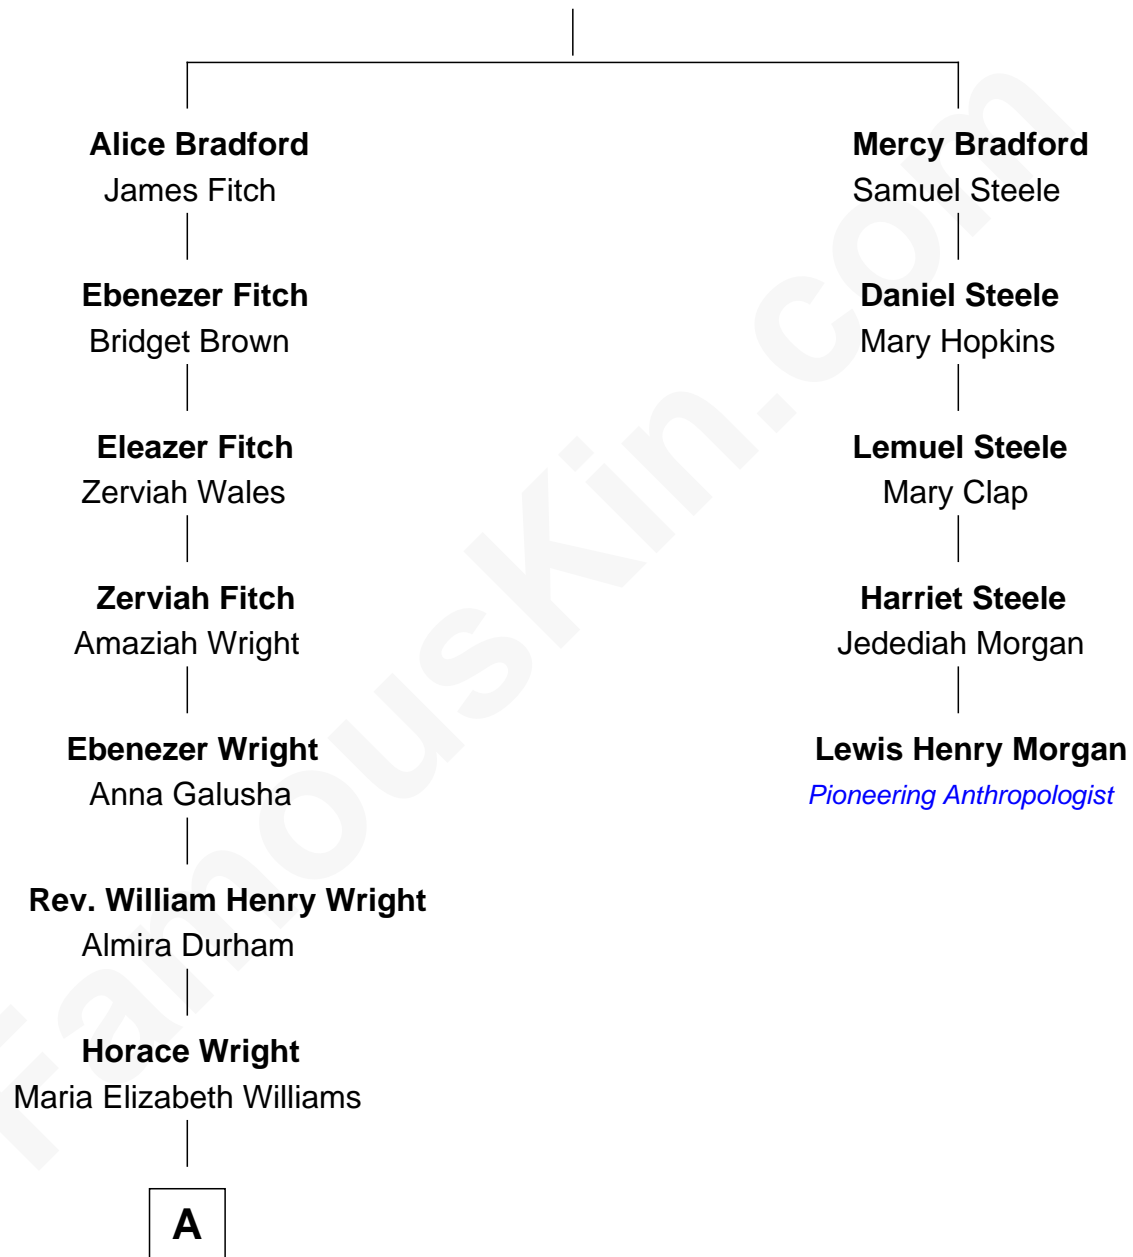 Alice Bradford
James Fitch
Ebenezer Fitch
Bridget Brown
Eleazer Fitch
Zerviah Wales
Zerviah Fitch
Amaziah Wright
Ebenezer Wright
Anna Galusha
Rev. William Henry Wright
Almira Durham
Horace Wright
Maria Elizabeth Williams
A
Mercy Bradford
Samuel Steele
Daniel Steele
Mary Hopkins
Lemuel Steele
Mary Clap
Harriet Steele
Jedediah Morgan
Lewis Henry Morgan
Pioneering Anthropologist
FamousKin.com